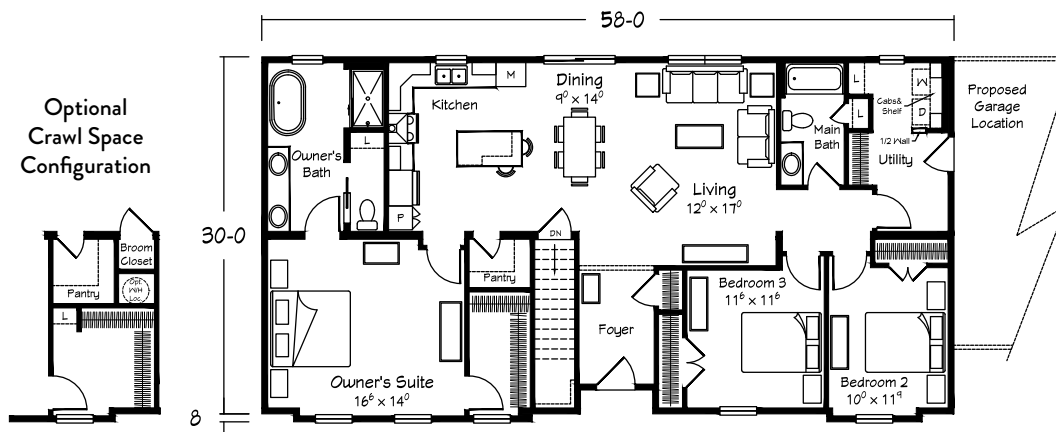 58-0
Optional
Crawl Space
Configuration
Broom
Closet
Pantry
Opt
W/H
Loc.
L
30-0
8
Kitchen
M
Dining
9⁰ x 14⁰
L
Owner's
Bath
P
Living
12⁰ x 17⁰
Main
Bath
L
Cabs &
Shelf
W
D
L
1/2 Wall
Utility
Proposed
Garage
Location
DN
Pantry
Foyer
Owner's Suite
16⁶ x 14⁰
Bedroom 3
11⁶ x 11⁶
Bedroom 2
10⁰ x 11⁹